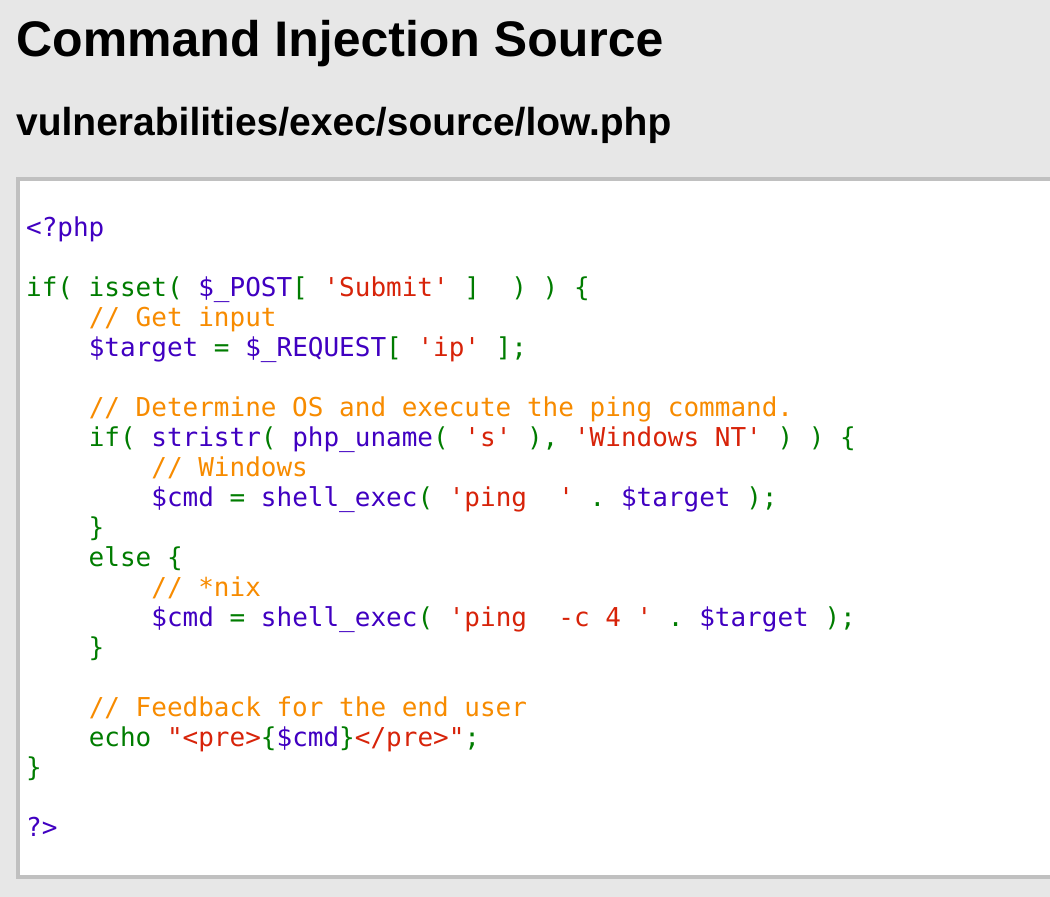 Command Injection Source
vulnerabilities/exec/source/low.php
<?php
if( isset( $_POST[ 'Submit' ]  ) ) {
    // Get input
    $target = $_REQUEST[ 'ip' ];
    // Determine OS and execute the ping command.
    if( stristr( php_uname( 's' ), 'Windows NT' ) ) {
        // Windows
        $cmd = shell_exec( 'ping  ' . $target );
    }
    else {
        // *nix
        $cmd = shell_exec( 'ping  -c 4 ' . $target );
    }
    // Feedback for the end user
    echo "<pre>{$cmd}</pre>";
}
?>